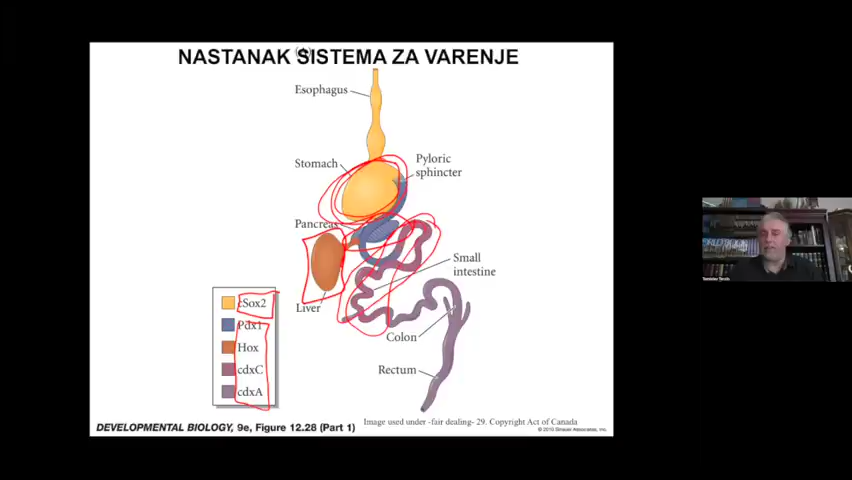 NASTANAK SISTEMA ZA VARENJE
Esophagus
Stomach
Pyloric
sphincter
Pancreas
Small
intestine
Liver
Colon
Rectum
cSox2
Pdx1
Hox
cdxC
cdxA
DEVELOPMENTAL BIOLOGY, 9e, Figure 12.28 (Part 1)
Image used under -fair dealing- 29. Copyright Act of Canada
© 2010 Sinauer Associates, Inc.